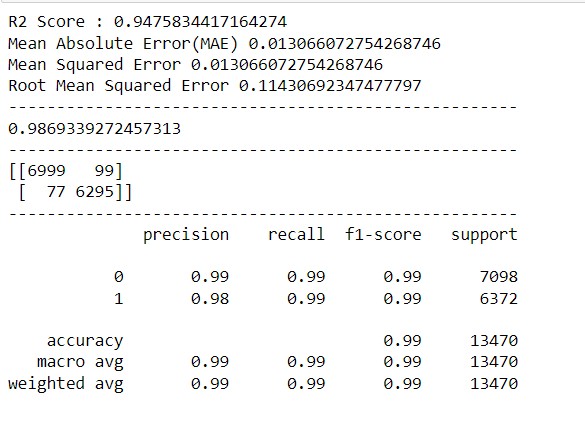 R2 Score : 0.9475834417164274
Mean Absolute Error(MAE) 0.013066072754268746
Mean Squared Error 0.013066072754268746
Root Mean Squared Error 0.11430692347477797
-----------------------------------------------------
0.9869339272457313
-----------------------------------------------------
[[6999   99]
 [  77 6295]]
-----------------------------------------------------
              precision    recall  f1-score   support

           0       0.99      0.99      0.99      7098
           1       0.98      0.99      0.99      6372

    accuracy                           0.99     13470
   macro avg       0.99      0.99      0.99     13470
weighted avg       0.99      0.99      0.99     13470